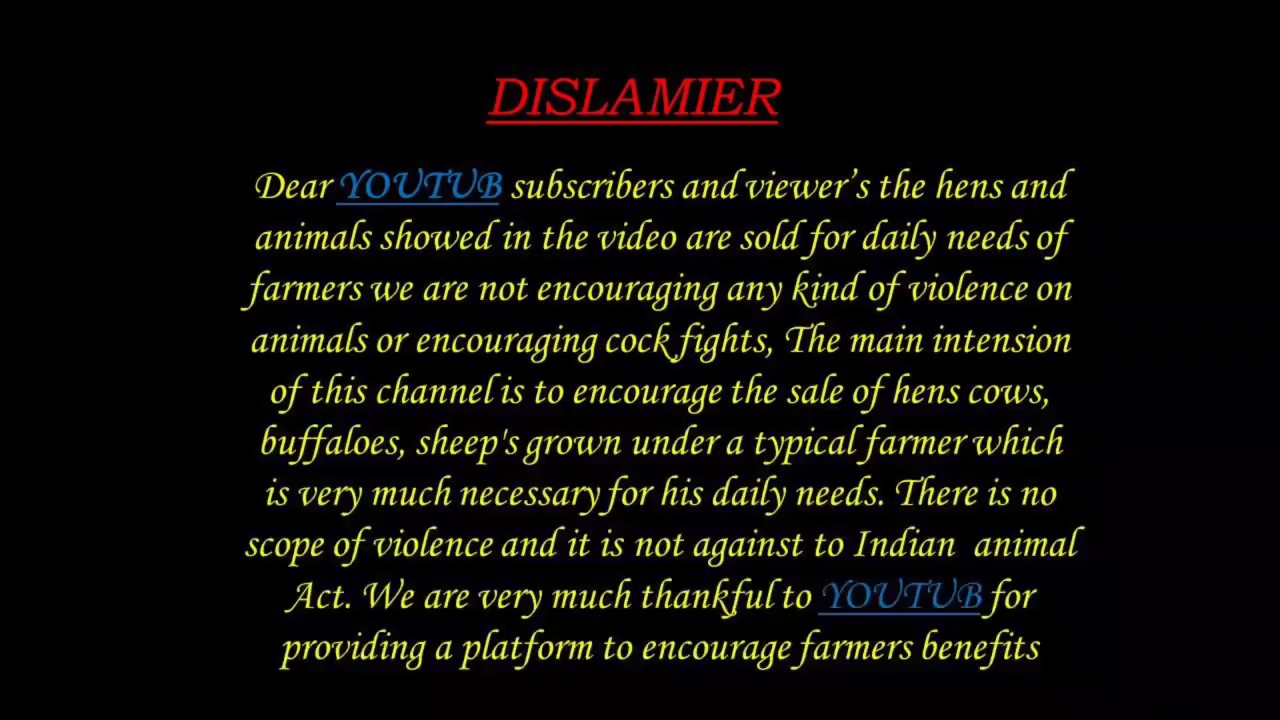 DISLAMIER
Dear YOUTUB subscribers and viewer's the hens and
animals showed in the video are sold for daily needs of
farmers we are not encouraging any kind of violence on
animals or encouraging cock fights, The main intension
of this channel is to encourage the sale of hens cows,
buffaloes, sheep's grown under a typical farmer which
is very much necessary for his daily needs. There is no
scope of violence and it is not against to Indian animal
Act. We are very much thankful to YOUTUB for
providing a platform to encourage farmers benefits